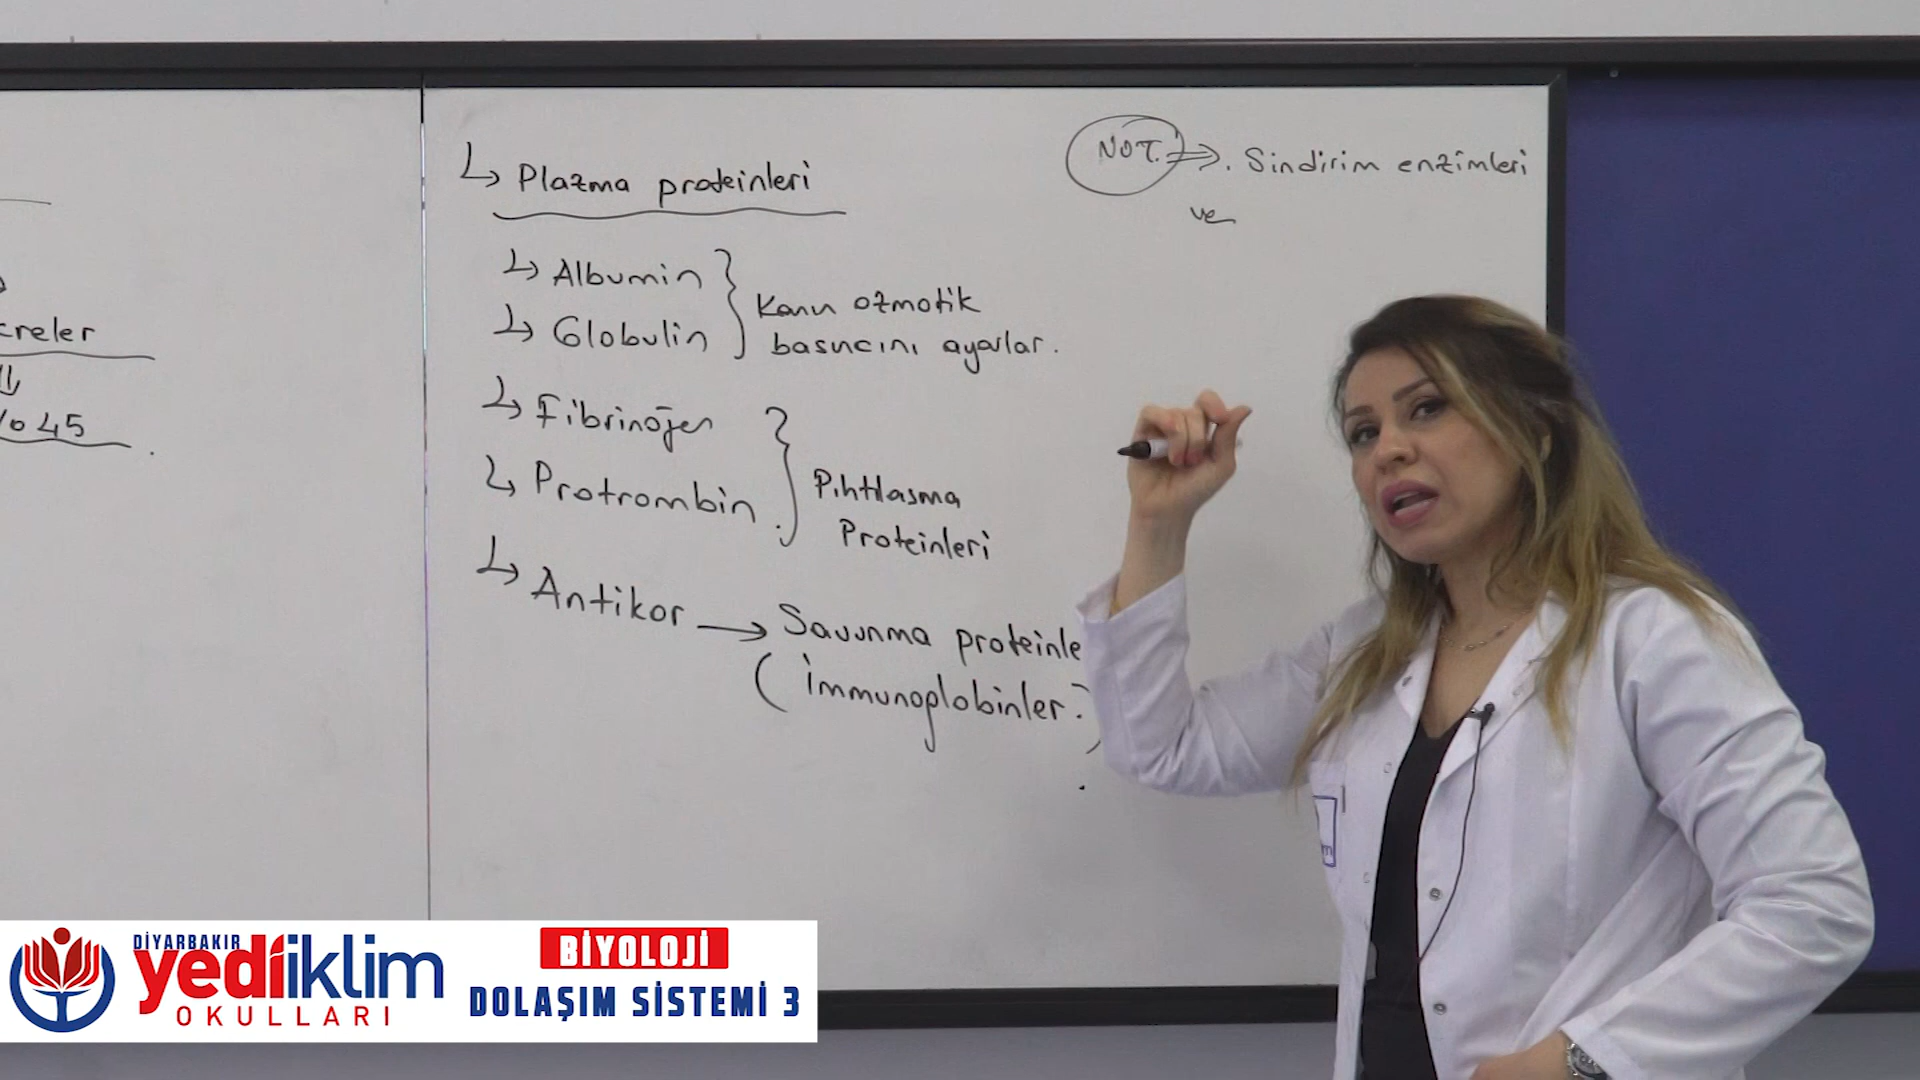 creler
%45
↳ Plazma proteinleri
↳ Albumin
↳ Globulin
Kanın ozmotik
basıncını ayarlar.
↳ Fibrinojen
↳ Protrombin
Pıhtılaşma
Proteinleri
↳ Antikor → Savunma proteinle
(İmmunoglobinler.)
NOT. ⇒ . Sindirim enzimleri
ve
DİYARBAKIR
yediiklim
OKULLARI
BİYOLOJİ
DOLAŞIM SİSTEMİ 3